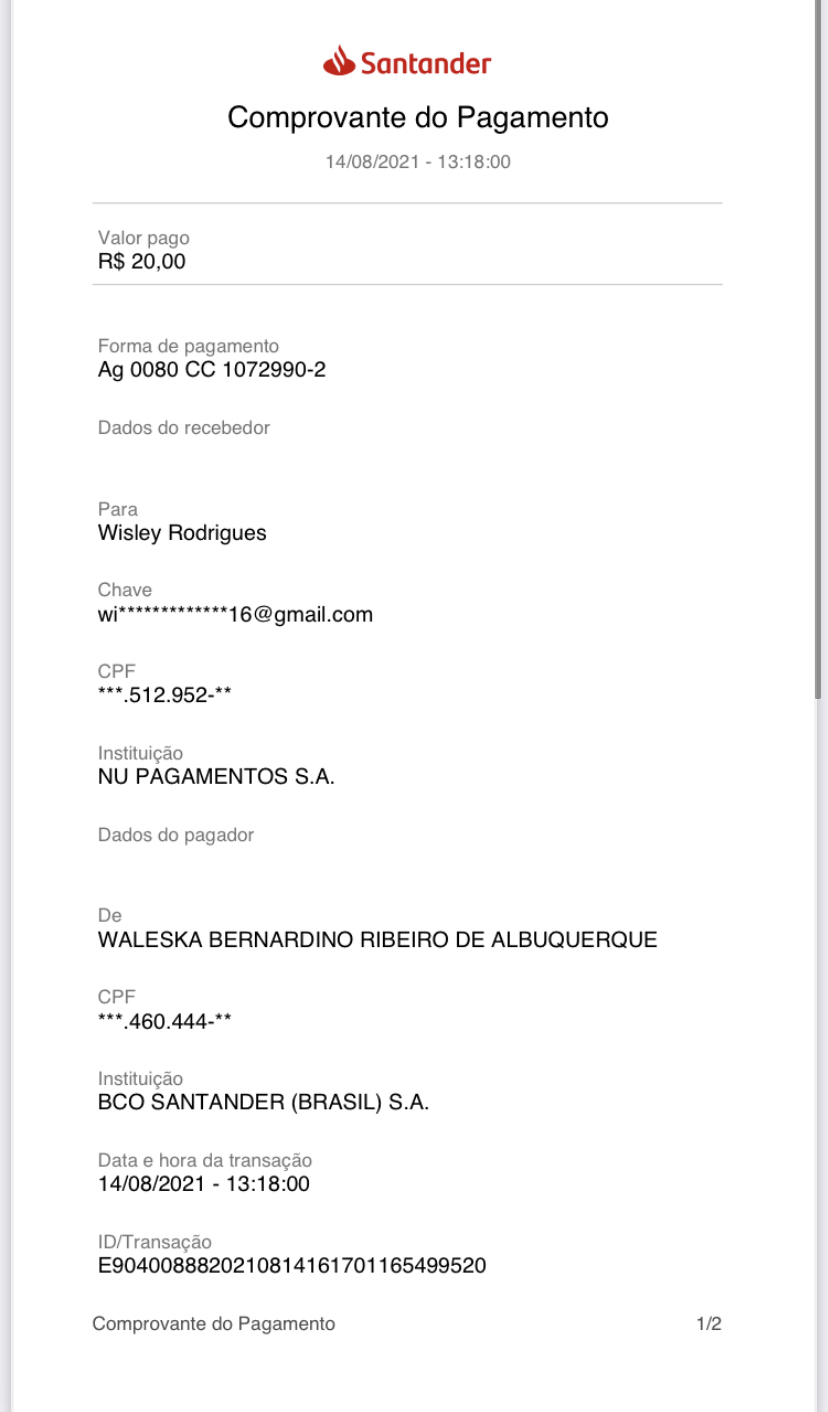 Santander
Comprovante do Pagamento
14/08/2021 - 13:18:00
Valor pago
R$ 20,00
Forma de pagamento
Ag 0080 CC 1072990-2
Dados do recebedor
Para
Wisley Rodrigues
Chave
wi*************16@gmail.com
CPF
***.512.952-**
Instituição
NU PAGAMENTOS S.A.
Dados do pagador
De
WALESKA BERNARDINO RIBEIRO DE ALBUQUERQUE
CPF
***.460.444-**
Instituição
BCO SANTANDER (BRASIL) S.A.
Data e hora da transação
14/08/2021 - 13:18:00
ID/Transação
E9040088820210814161701165499520
Comprovante do Pagamento 1/2